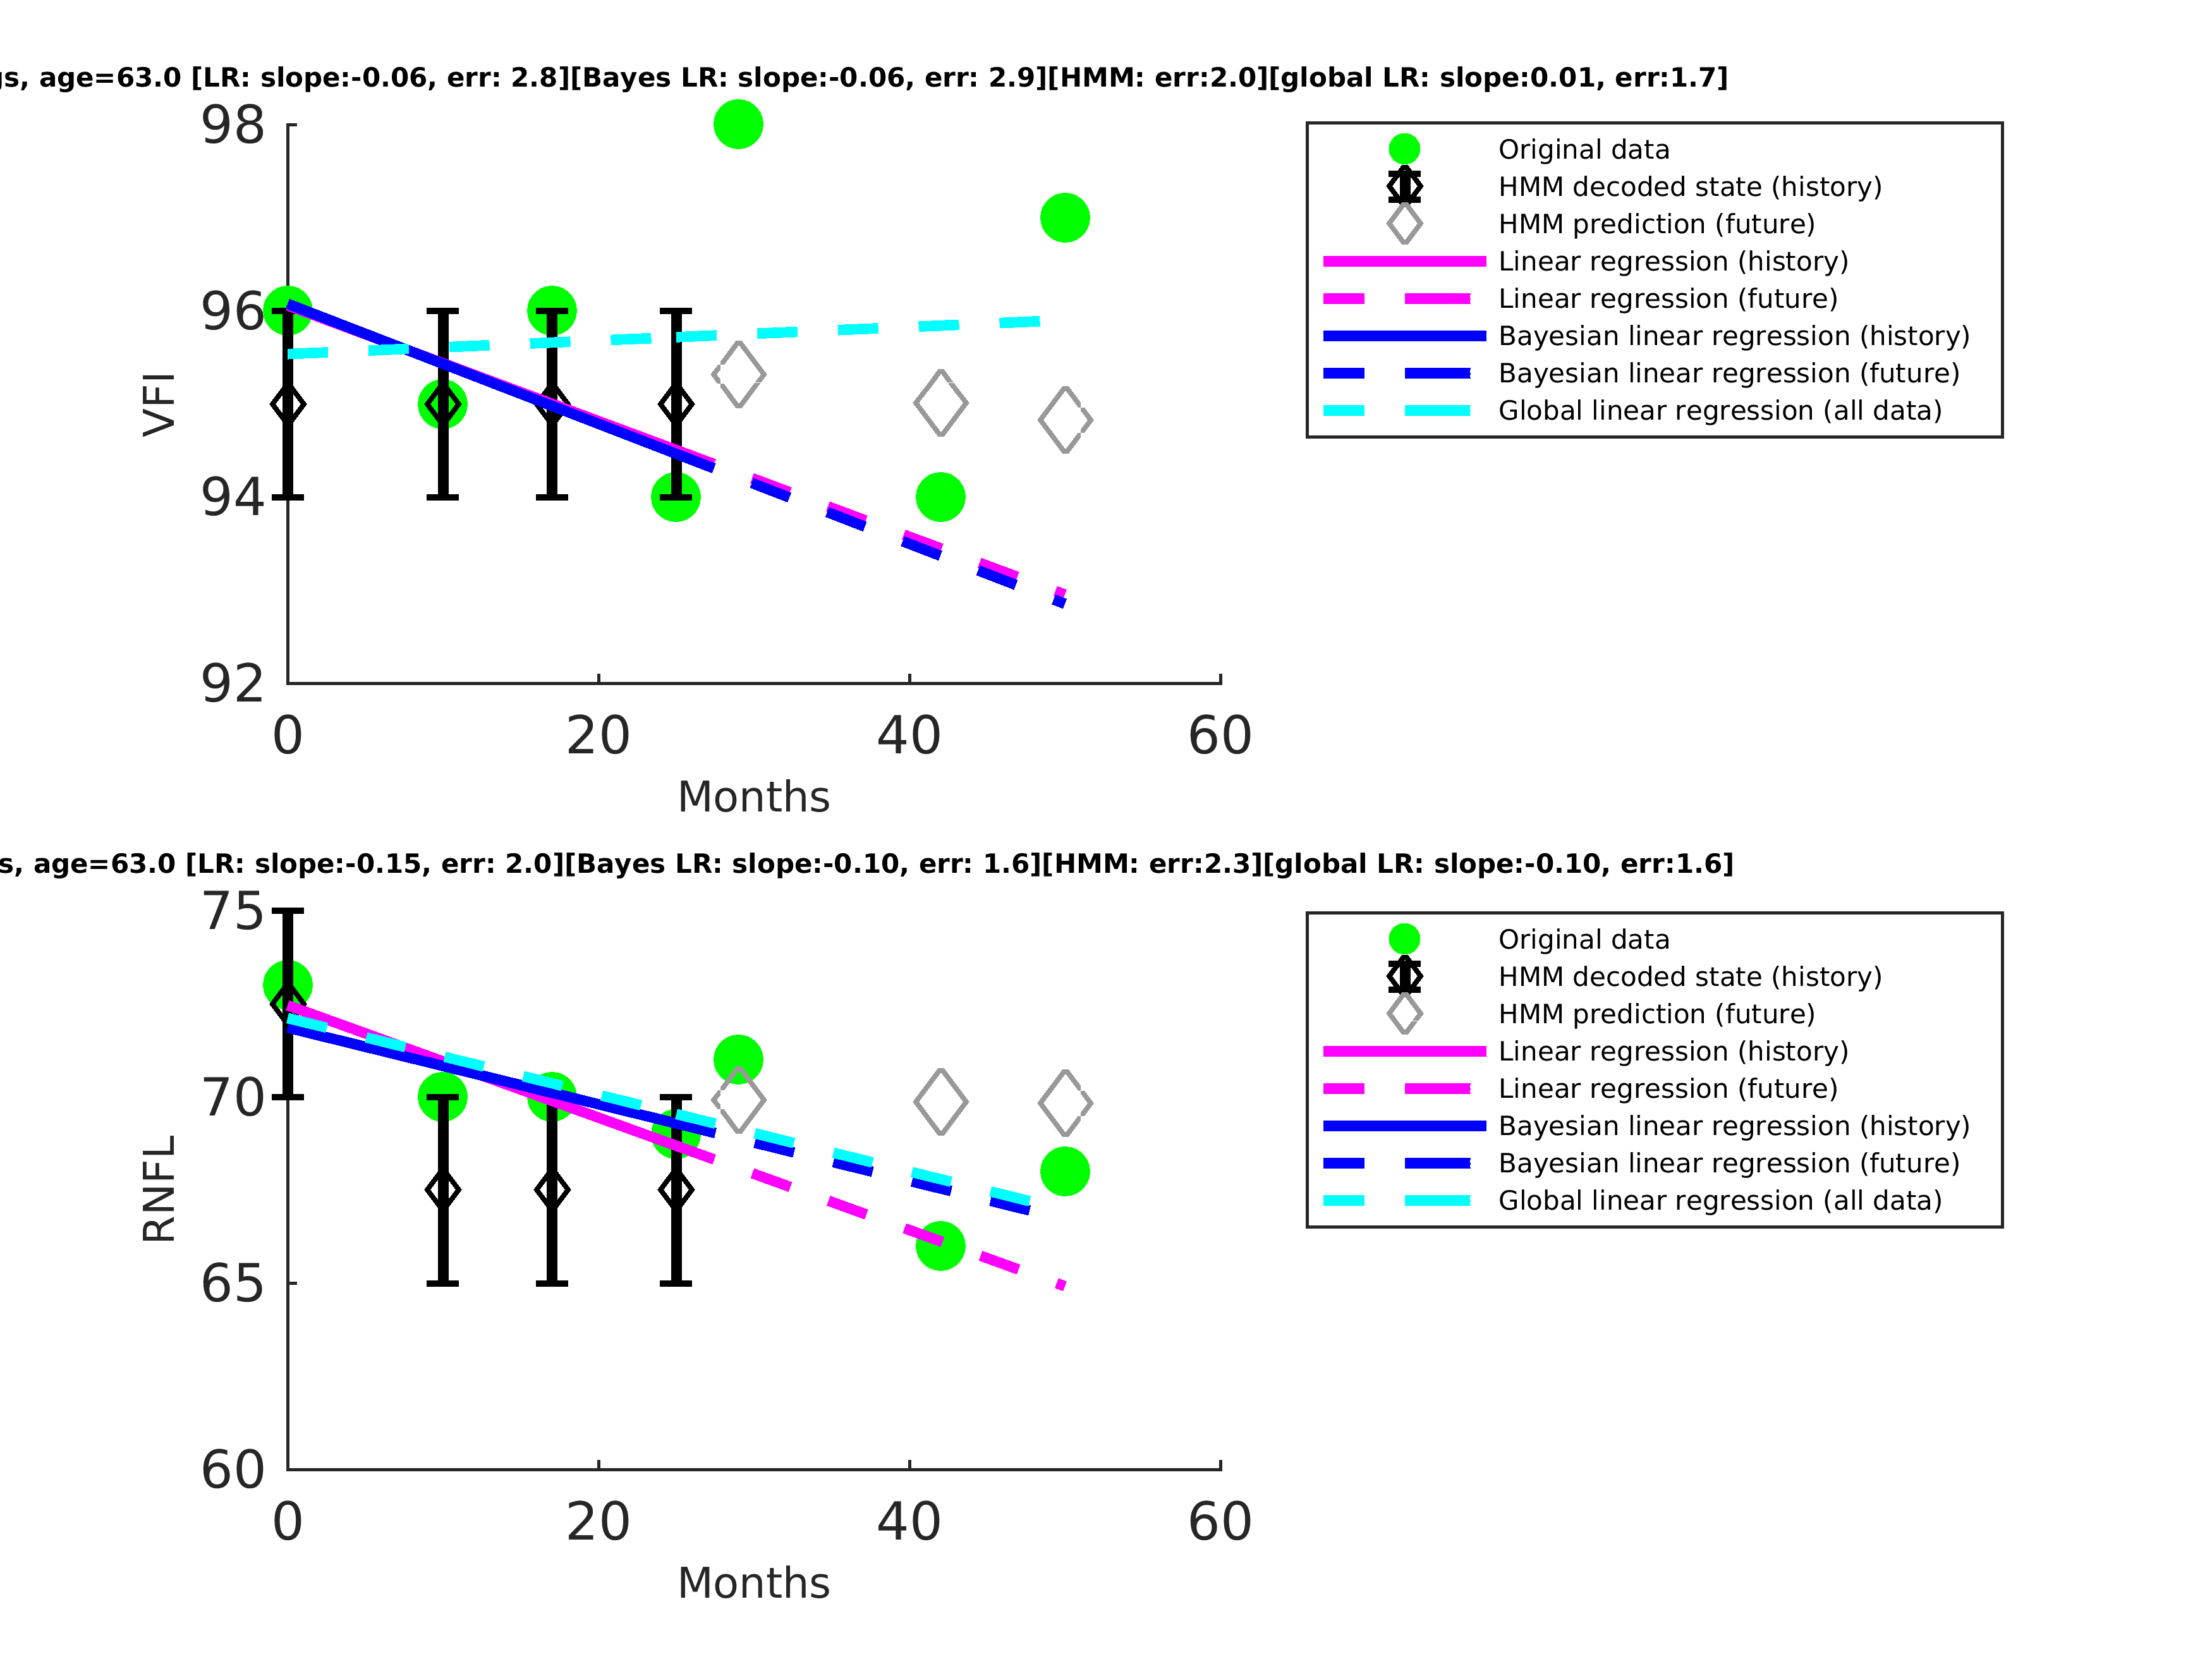 age=63.0 [LR: slope:-0.06, err: 2.8][Bayes LR: slope:-0.06, err: 2.9][HMM: err:2.0][global LR: slope:0.01, err:1.7]
98
96
94
92
VFI
0 20 40 60
Months
Original data
HMM decoded state (history)
HMM prediction (future)
Linear regression (history)
Linear regression (future)
Bayesian linear regression (history)
Bayesian linear regression (future)
Global linear regression (all data)
age=63.0 [LR: slope:-0.15, err: 2.0][Bayes LR: slope:-0.10, err: 1.6][HMM: err:2.3][global LR: slope:-0.10, err:1.6]
75
70
65
60
RNFL
0 20 40 60
Months
Original data
HMM decoded state (history)
HMM prediction (future)
Linear regression (history)
Linear regression (future)
Bayesian linear regression (history)
Bayesian linear regression (future)
Global linear regression (all data)